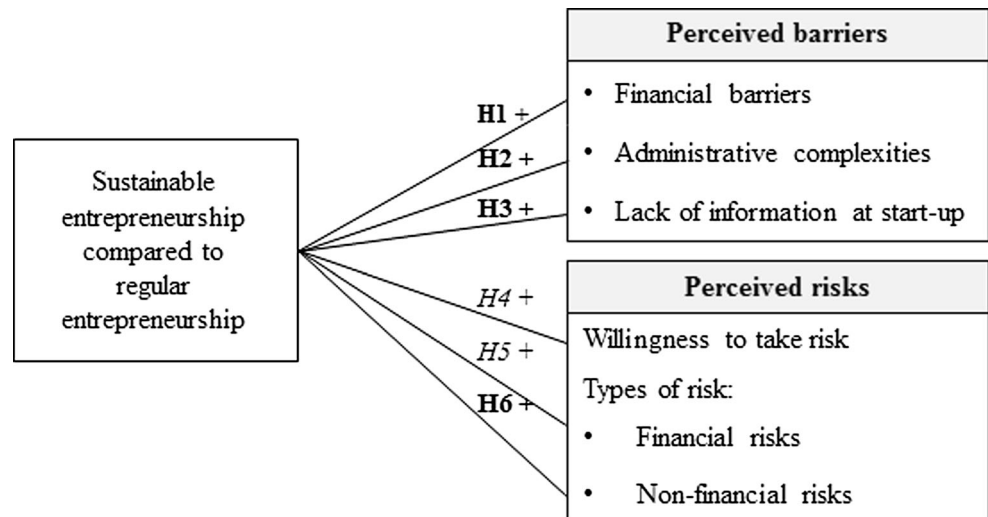 Sustainable
entrepreneurship
compared to
regular
entrepreneurship
H1 +
H2 +
H3 +
H4 +
H5 +
H6 +
Perceived barriers
• Financial barriers
• Administrative complexities
• Lack of information at start-up
Perceived risks
Willingness to take risk
Types of risk:
• Financial risks
• Non-financial risks